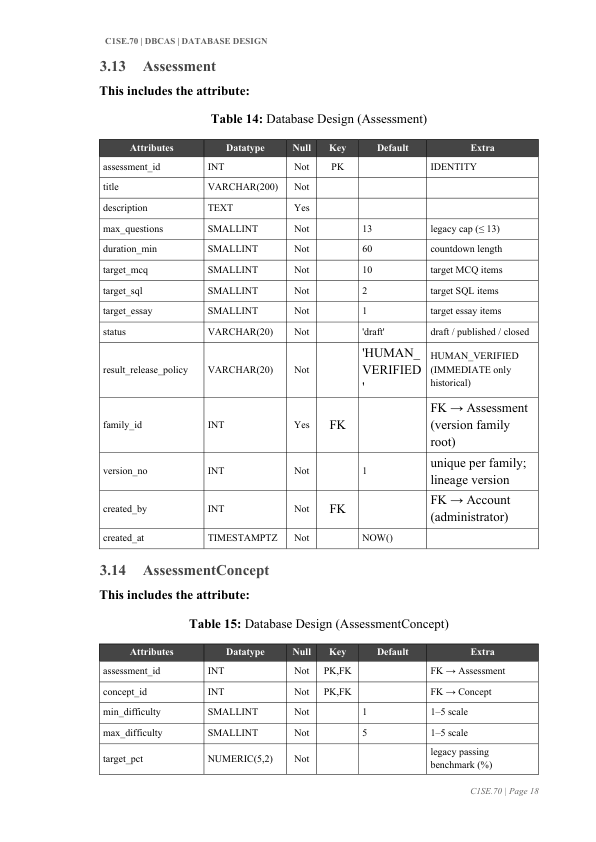 C1SE.70 | DBCAS | DATABASE DESIGN
3.13 Assessment
This includes the attribute:
Table 14: Database Design (Assessment)
Attributes Datatype Null Key Default Extra
assessment_id INT Not PK IDENTITY
title VARCHAR(200) Not
description TEXT Yes
max_questions SMALLINT Not 13 legacy cap (≤ 13)
duration_min SMALLINT Not 60 countdown length
target_mcq SMALLINT Not 10 target MCQ items
target_sql SMALLINT Not 2 target SQL items
target_essay SMALLINT Not 1 target essay items
status VARCHAR(20) Not 'draft' draft / published / closed
result_release_policy VARCHAR(20) Not 'HUMAN_
VERIFIED
' HUMAN_VERIFIED
(IMMEDIATE only
historical)
family_id INT Yes FK FK → Assessment
(version family
root)
version_no INT Not 1 unique per family;
lineage version
created_by INT Not FK FK → Account
(administrator)
created_at TIMESTAMPTZ Not NOW()
3.14 AssessmentConcept
This includes the attribute:
Table 15: Database Design (AssessmentConcept)
Attributes Datatype Null Key Default Extra
assessment_id INT Not PK,FK FK → Assessment
concept_id INT Not PK,FK FK → Concept
min_difficulty SMALLINT Not 1 1–5 scale
max_difficulty SMALLINT Not 5 1–5 scale
target_pct NUMERIC(5,2) Not legacy passing
benchmark (%)
C1SE.70 | Page 18